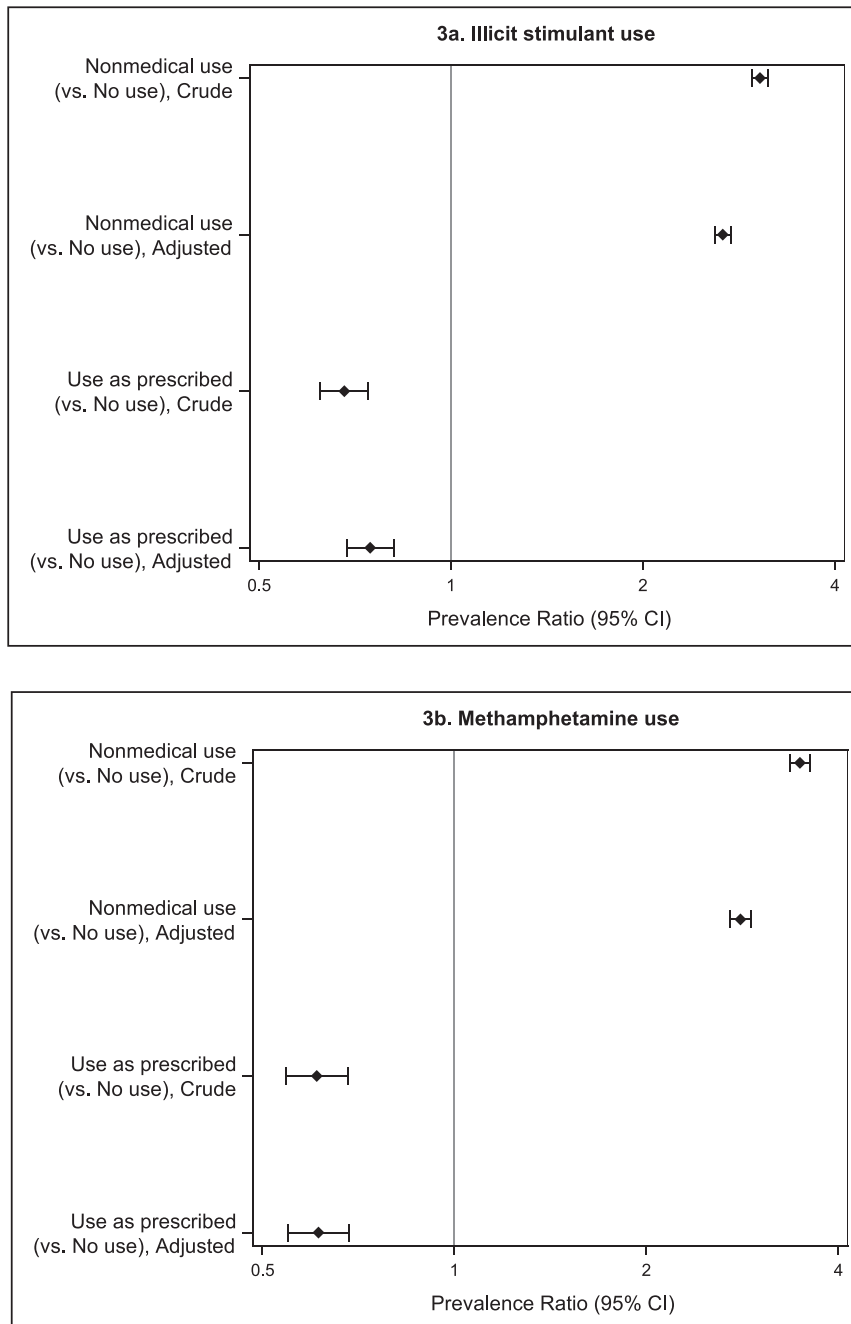 3a. Illicit stimulant use
Nonmedical use
(vs. No use), Crude
Nonmedical use
(vs. No use), Adjusted
Use as prescribed
(vs. No use), Crude
Use as prescribed
(vs. No use), Adjusted
0.5 1 2 4
Prevalence Ratio (95% CI)
3b. Methamphetamine use
Nonmedical use
(vs. No use), Crude
Nonmedical use
(vs. No use), Adjusted
Use as prescribed
(vs. No use), Crude
Use as prescribed
(vs. No use), Adjusted
0.5 1 2 4
Prevalence Ratio (95% CI)